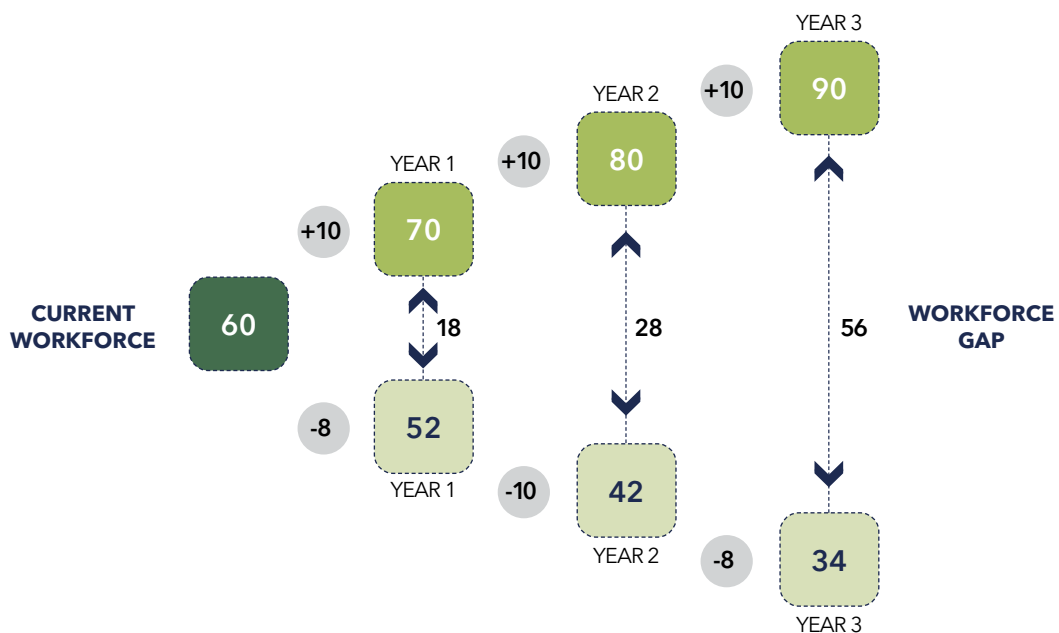 YEAR 3
+10
90
YEAR 2
+10
80
YEAR 1
+10
70
CURRENT
WORKFORCE
60
18
28
56
WORKFORCE
GAP
-8
52
YEAR 1
-10
42
YEAR 2
-8
34
YEAR 3